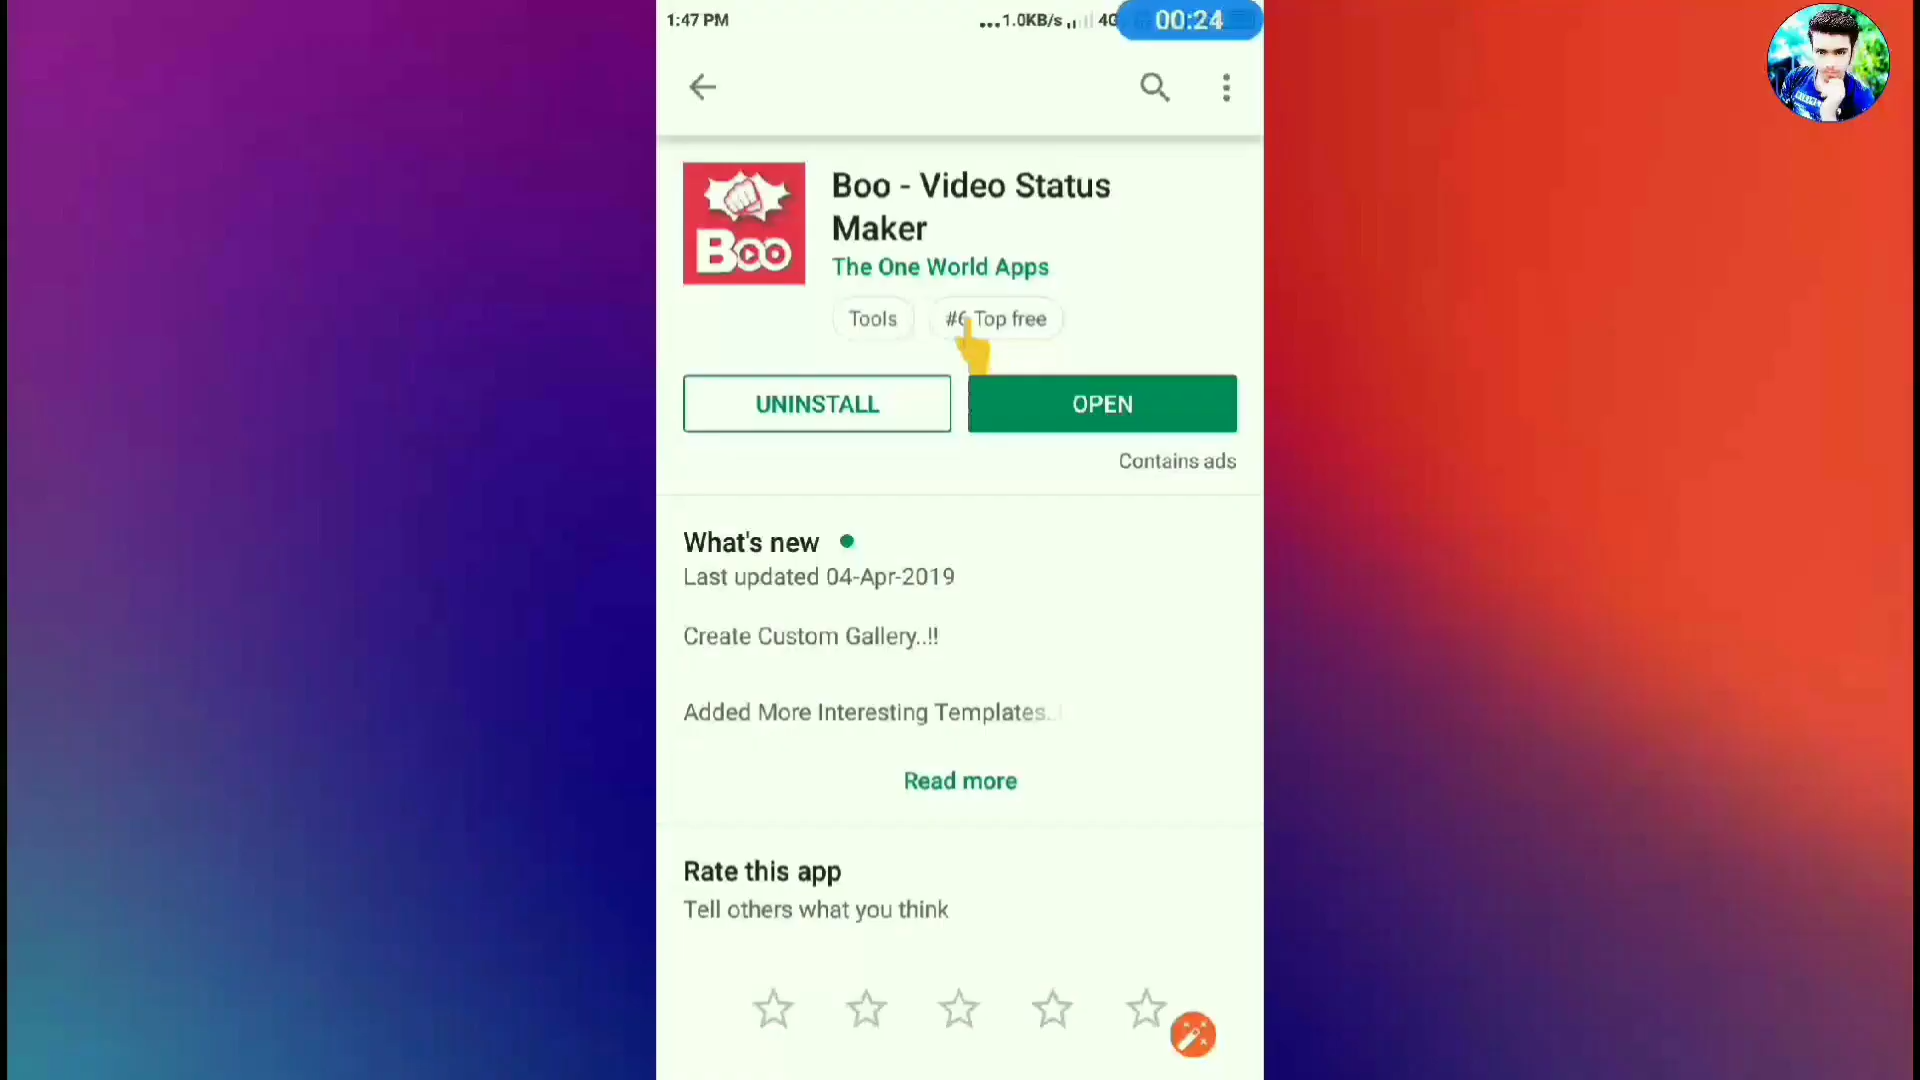 1:47 PM
...1.0KB/s 4G 00:24
Boo - Video Status
Maker
Boo
The One World Apps
Tools
#6 Top free
UNINSTALL
OPEN
Contains ads
What's new
Last updated 04-Apr-2019
Create Custom Gallery..!!
Added More Interesting Templates..
Read more
Rate this app
Tell others what you think